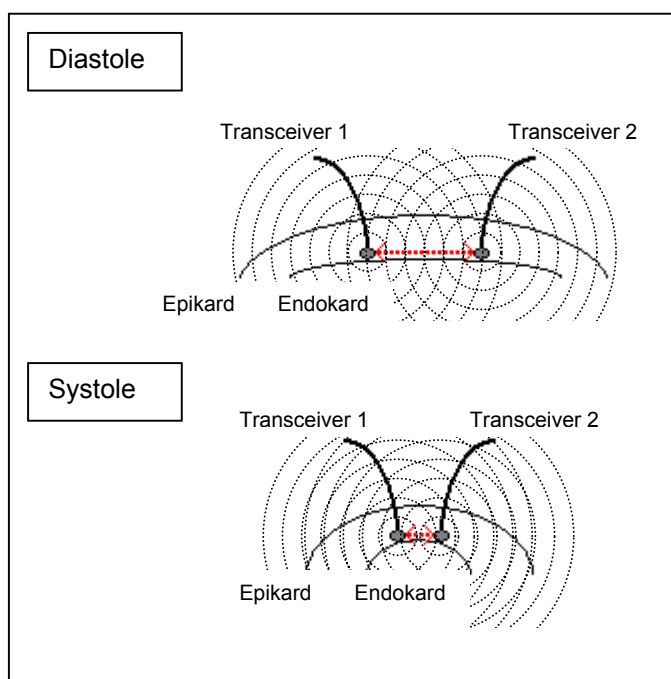 Diastole
Transceiver 1 Transceiver 2
Epikard Endokard
Systole
Transceiver 1 Transceiver 2
Epikard Endokard